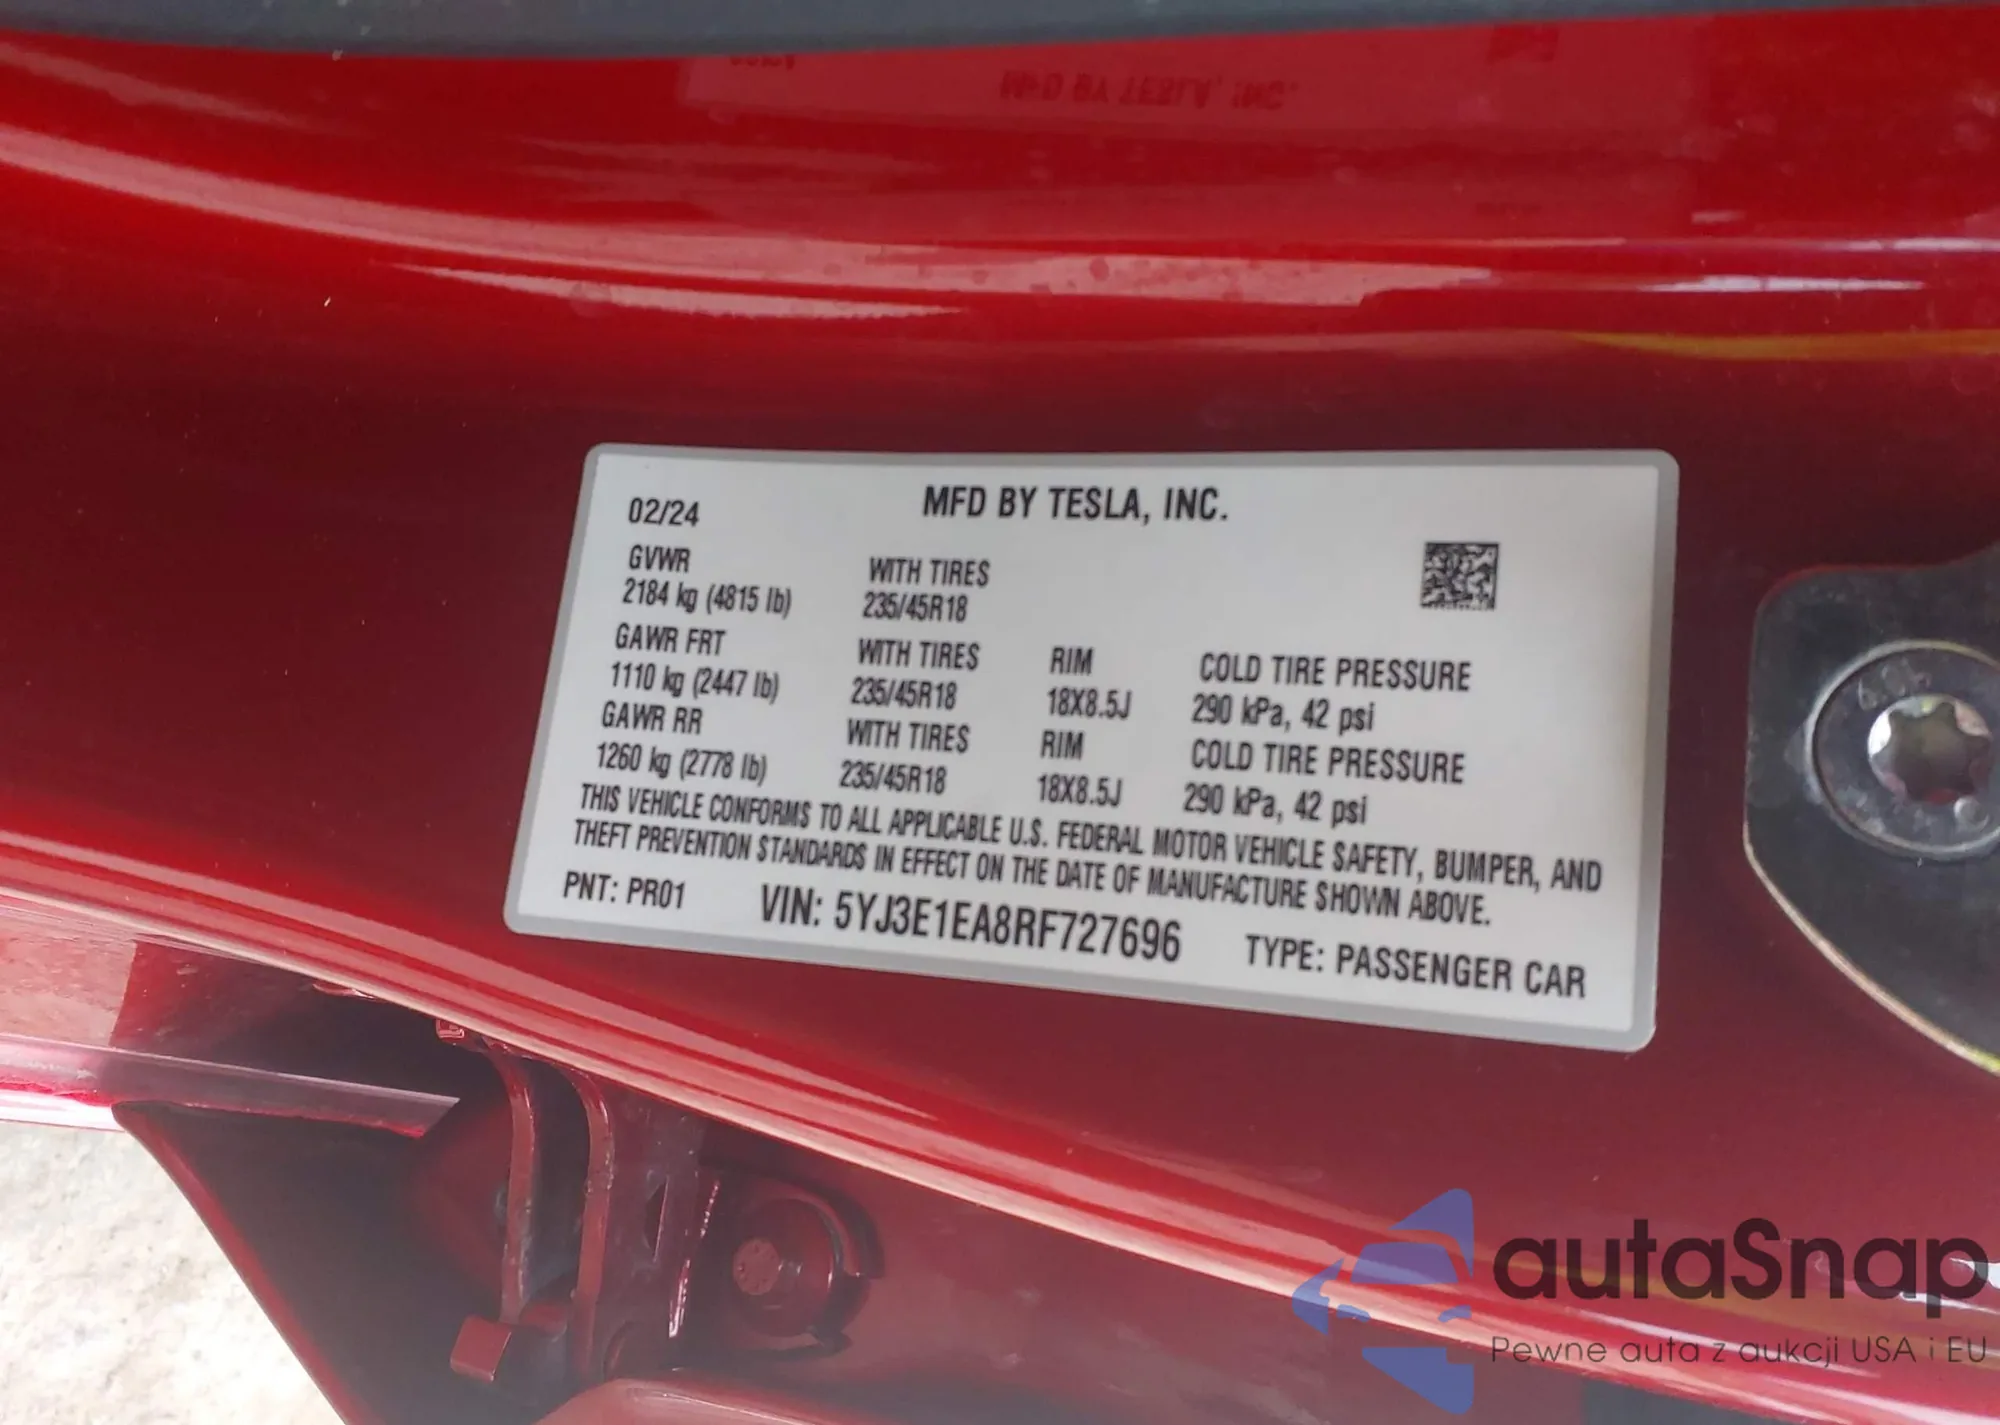 MFD BY TESLA, INC.
02/24
MFD BY TESLA, INC.
GVWR WITH TIRES
2184 kg (4815 lb) 235/45R18
GAWR FRT WITH TIRES RIM COLD TIRE PRESSURE
1110 kg (2447 lb) 235/45R18 18X8.5J 290 kPa, 42 psi
GAWR RR WITH TIRES RIM COLD TIRE PRESSURE
1260 kg (2778 lb) 235/45R18 18X8.5J 290 kPa, 42 psi
THIS VEHICLE CONFORMS TO ALL APPLICABLE U.S. FEDERAL MOTOR VEHICLE SAFETY, BUMPER, AND
THEFT PREVENTION STANDARDS IN EFFECT ON THE DATE OF MANUFACTURE SHOWN ABOVE.
PNT: PR01 VIN: 5YJ3E1EA8RF727696 TYPE: PASSENGER CAR
autaSnap
Pewne auta z aukcji USA i EU